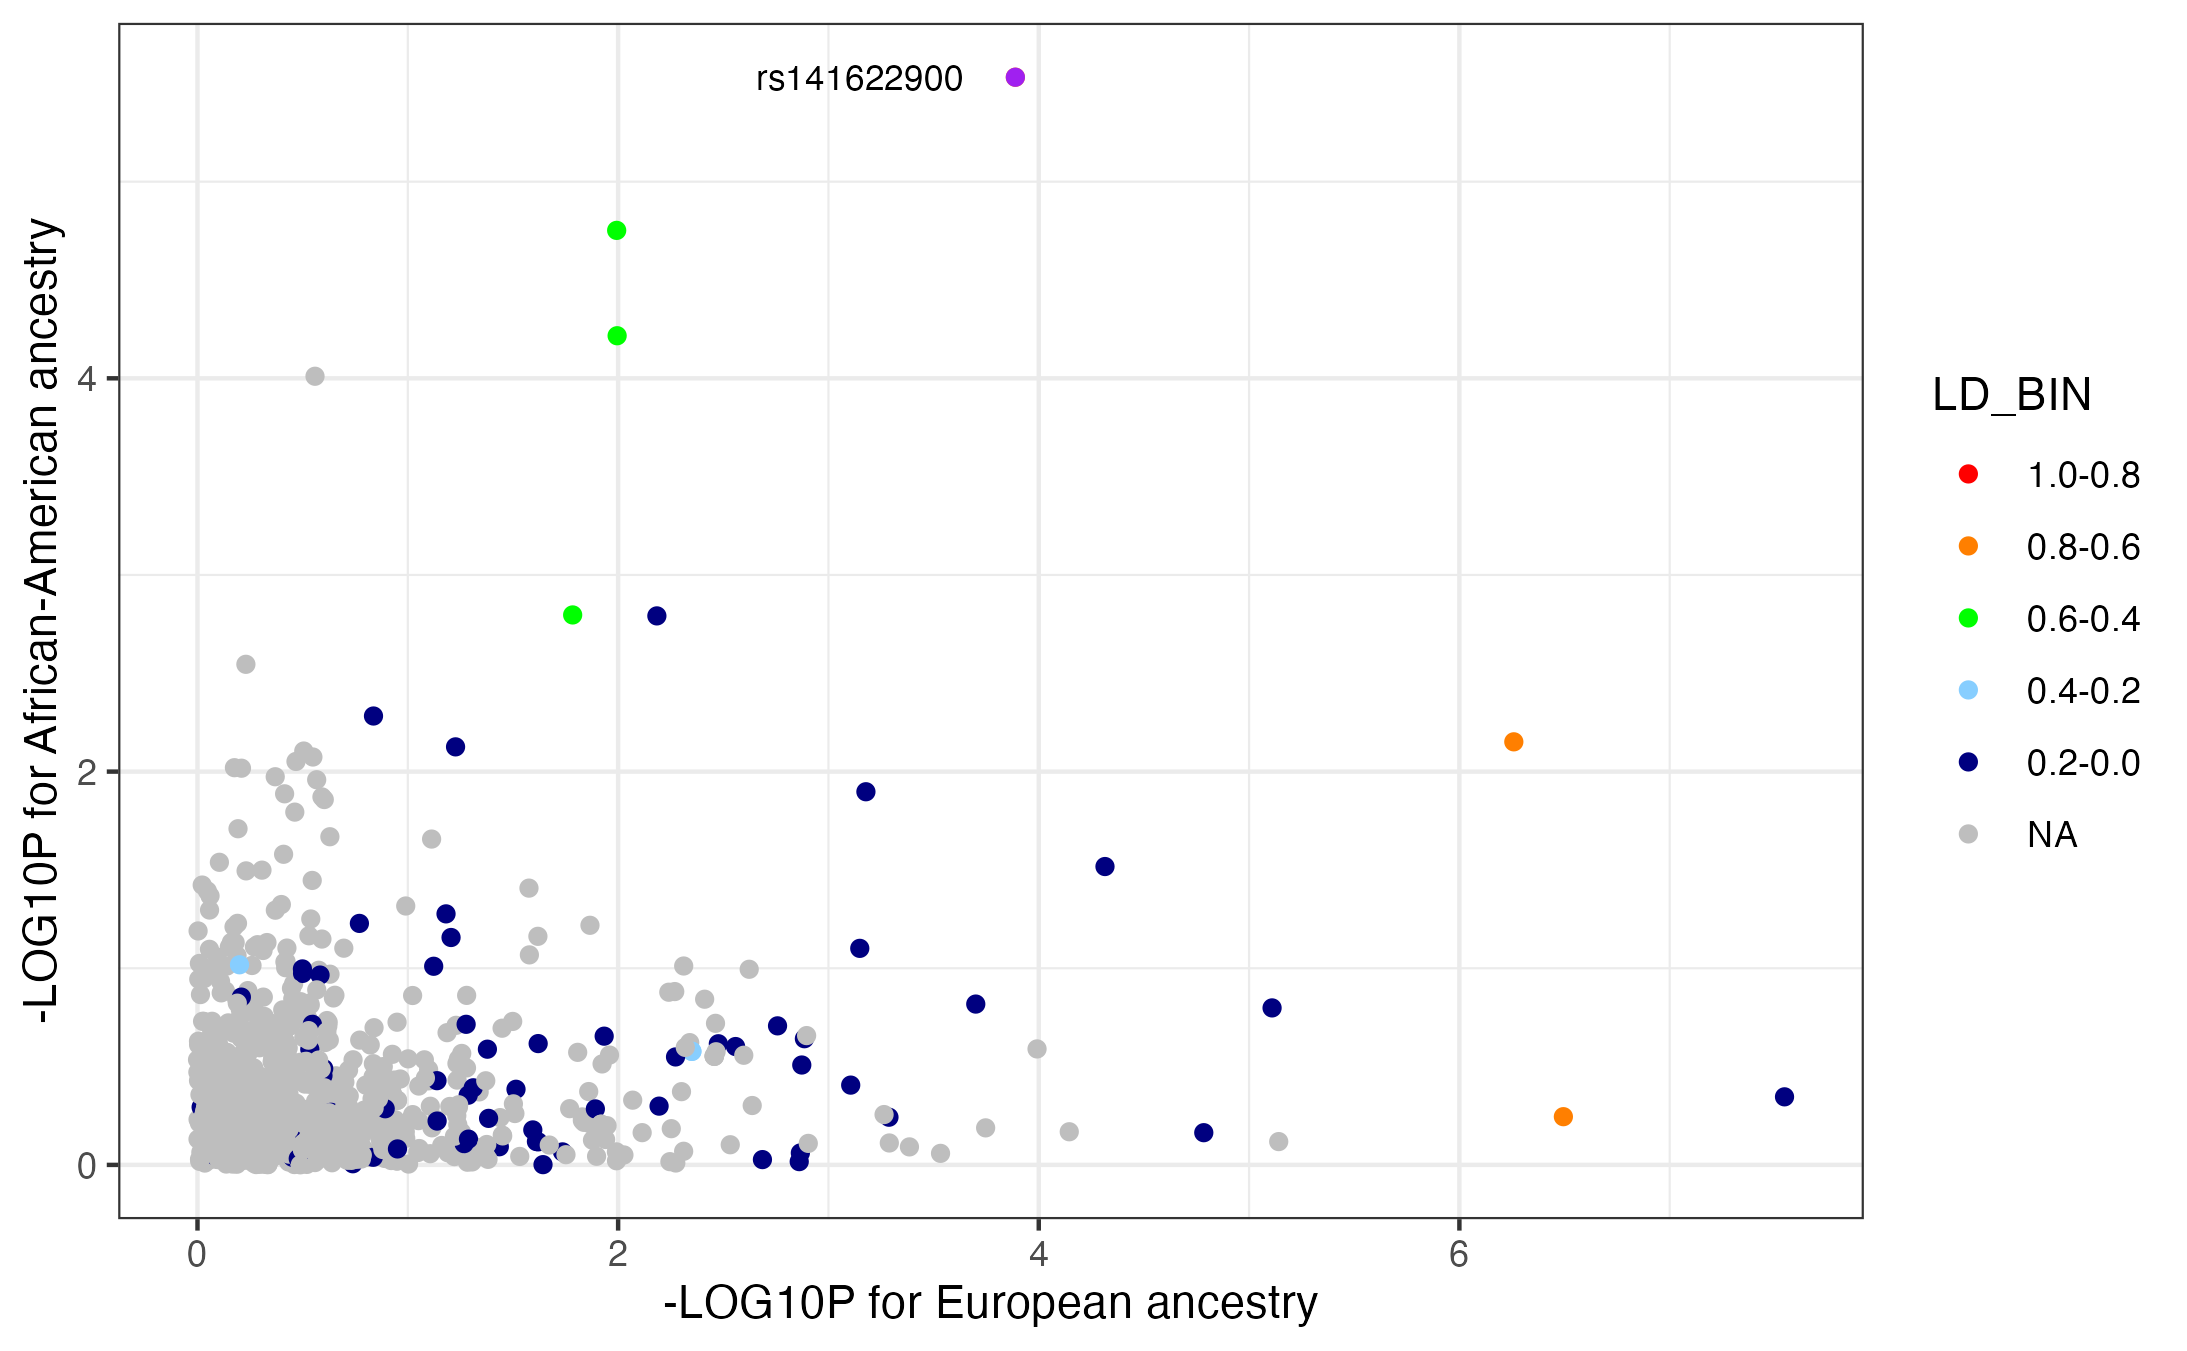 rs141622900
-LOG10P for African-American ancestry
4
2
0
0
2
4
6
-LOG10P for European ancestry
LD_BIN
1.0-0.8
0.8-0.6
0.6-0.4
0.4-0.2
0.2-0.0
NA